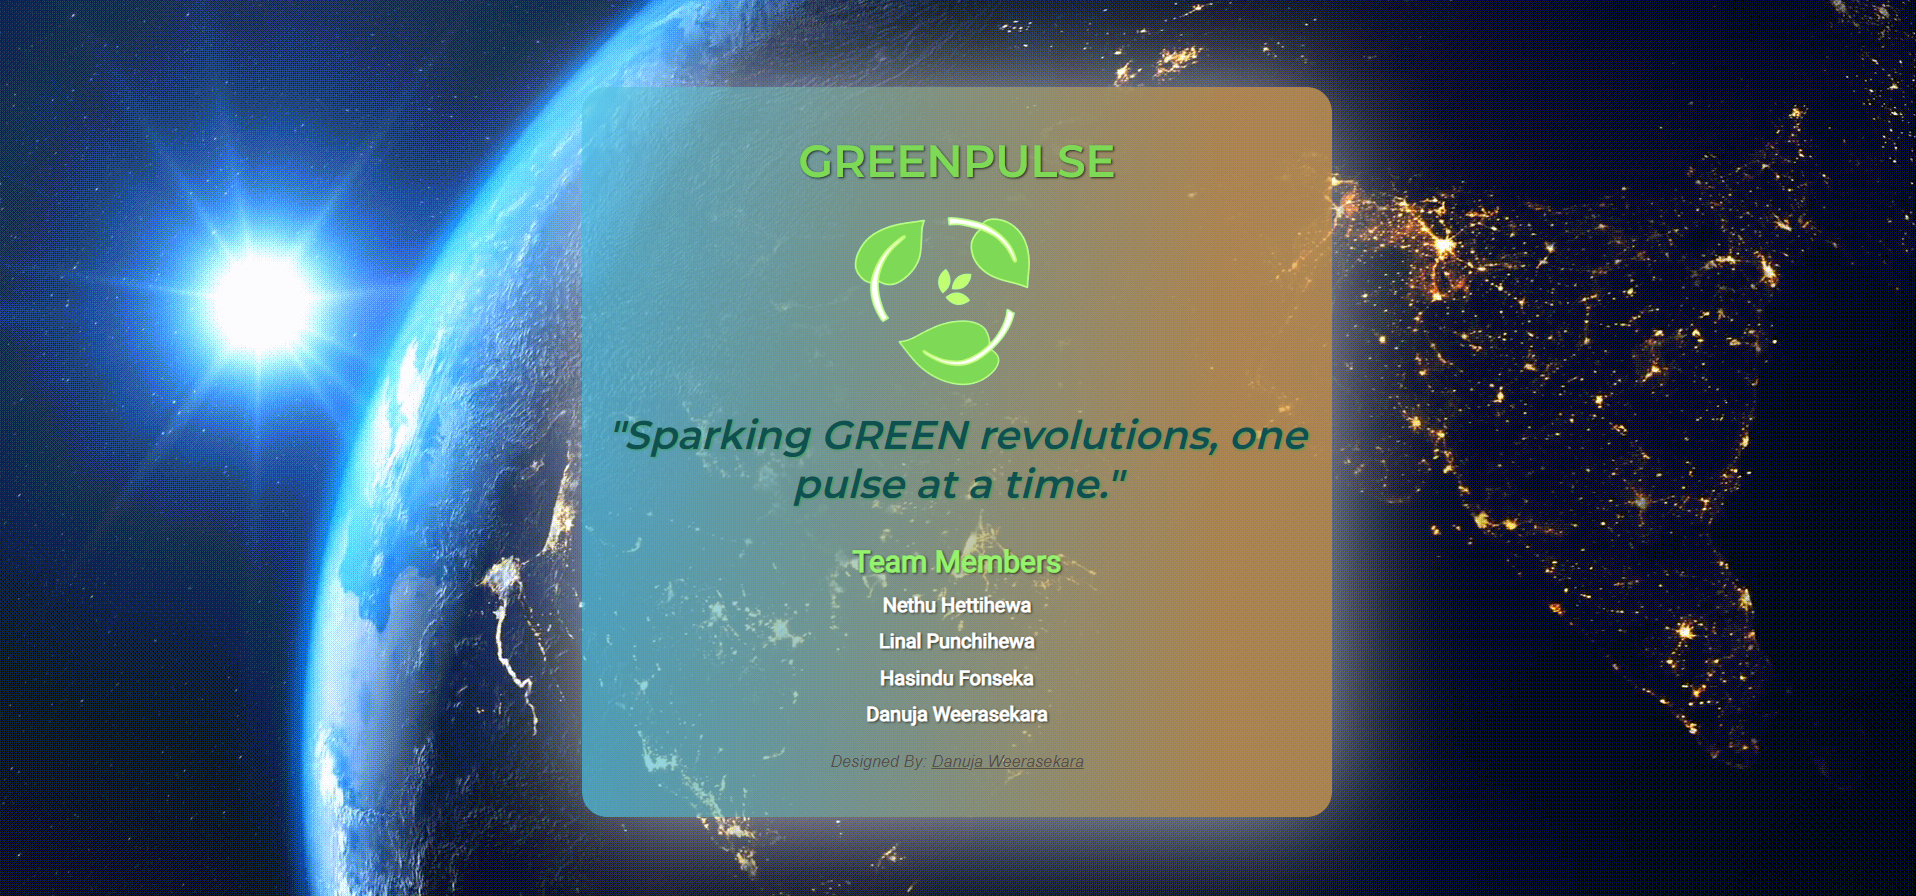 GREENPULSE
"Sparking GREEN revolutions, one
pulse at a time."
Team Members
Nethu Hettihewa
Linal Punchihewa
Hasindu Fonseka
Danuja Weerasekara
Designed By: Danuja Weerasekara